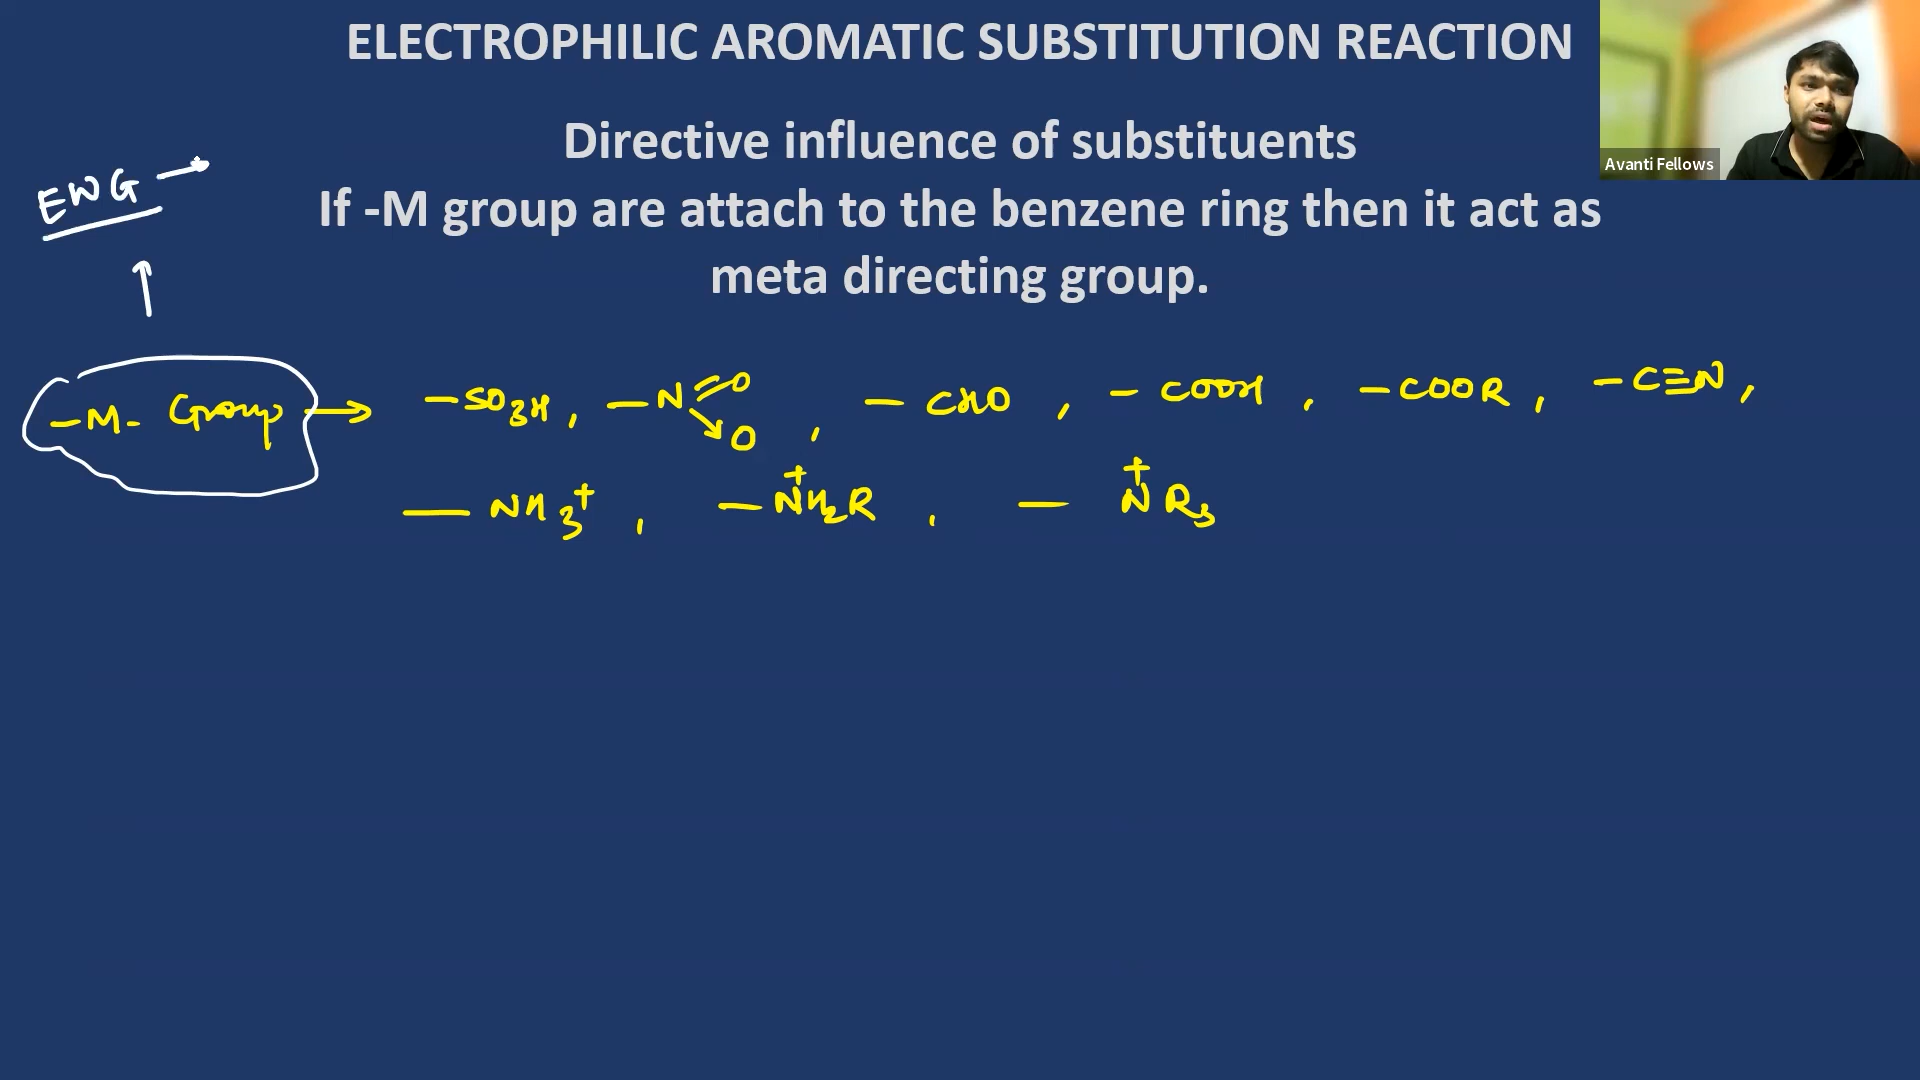 ELECTROPHILIC AROMATIC SUBSTITUTION REACTION
Avanti Fellows
Directive influence of substituents
If -M group are attach to the benzene ring then it act as
meta directing group.
EWG →
↑
-M- Group → -SO3H, -N=O→O, -CHO, -COOH, -COOR, -C≡N,
-NH3+, -N+H2R, -N+R3